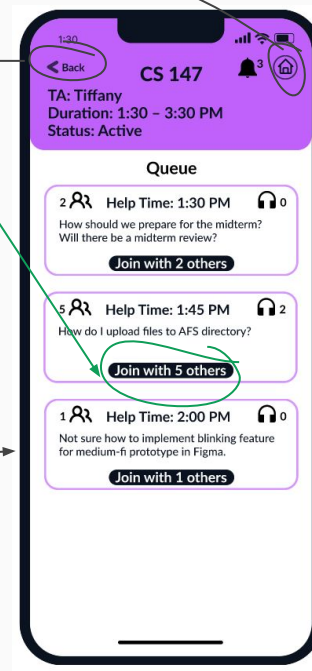 1:30
Back
CS 147
3
TA: Tiffany
Duration: 1:30 – 3:30 PM
Status: Active
Queue
2 Help Time: 1:30 PM 0
How should we prepare for the midterm?
Will there be a midterm review?
Join with 2 others
5 Help Time: 1:45 PM 2
How do I upload files to AFS directory?
Join with 5 others
1 Help Time: 2:00 PM 0
Not sure how to implement blinking feature
for medium-fi prototype in Figma.
Join with 1 others